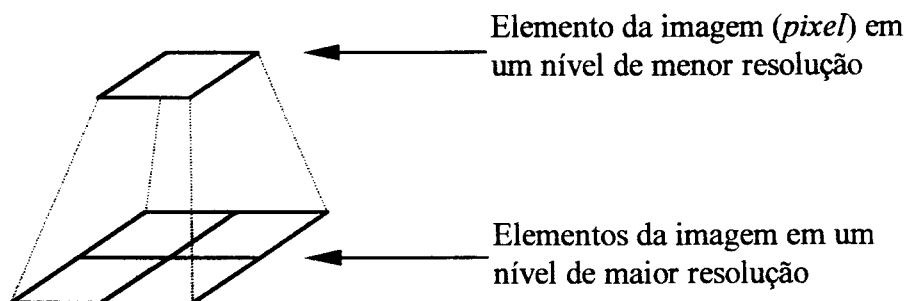 Elemento da imagem (pixel) em
um nível de menor resolução
Elementos da imagem em um
nível de maior resolução